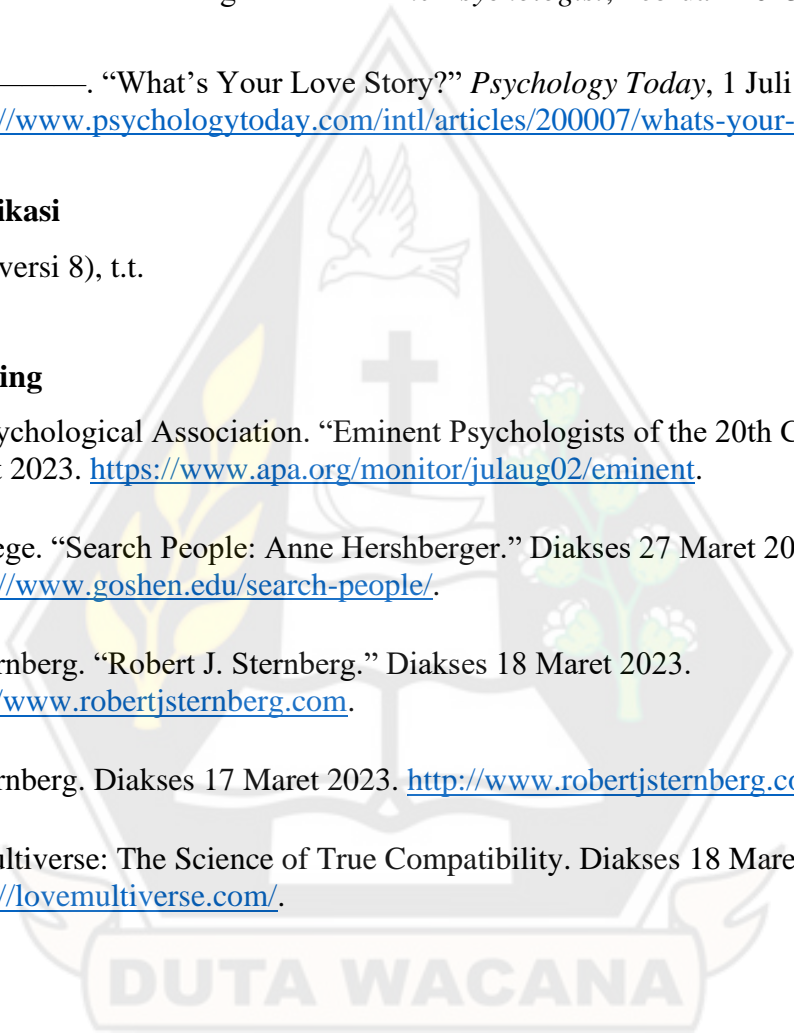 ———. “What’s Your Love Story?” Psychology Today, 1 Juli
//www.psychologytoday.com/intl/articles/200007/whats-your-
ikasi
versi 8), t.t.
ing
ychological Association. “Eminent Psychologists of the 20th C
t 2023. https://www.apa.org/monitor/julaug02/eminent.
ege. “Search People: Anne Hershberger.” Diakses 27 Maret 20
//www.goshen.edu/search-people/.
rnberg. “Robert J. Sternberg.” Diakses 18 Maret 2023.
/www.robertjsternberg.com.
rnberg. Diakses 17 Maret 2023. http://www.robertjsternberg.co
ultiverse: The Science of True Compatibility. Diakses 18 Mare
//lovemultiverse.com/.
DUTA WACANA